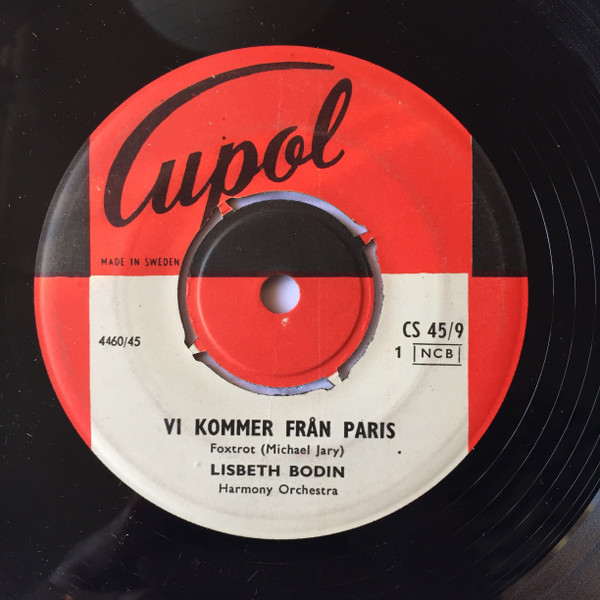 Cupol
MADE IN SWEDEN
4460/45
CS 45/9
1 NCB
VI KOMMER FRÅN PARIS
Foxtrot (Michael Jary)
LISBETH BODIN
Harmony Orchestra